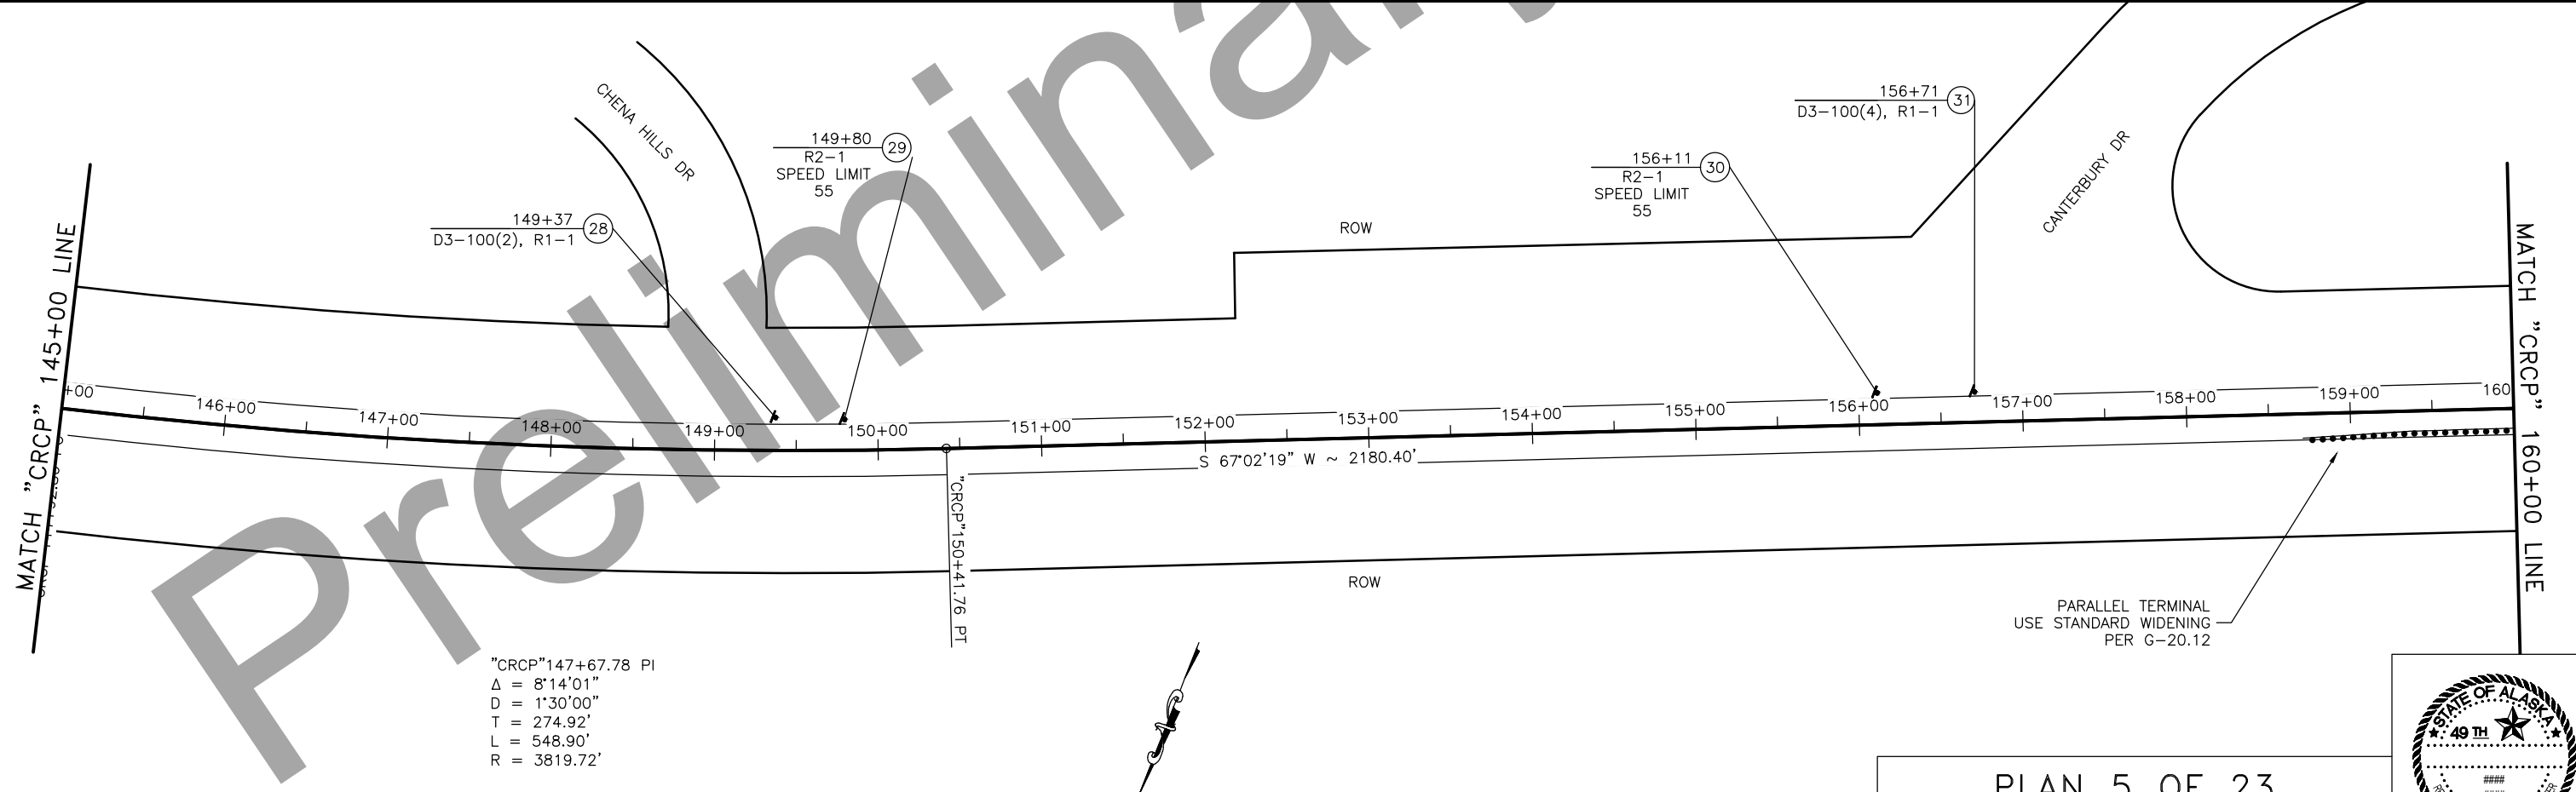 Preliminary
CHENA HILLS DR
149+37
28
D3-100(2), R1-1
149+80
29
R2-1
SPEED LIMIT
55
156+11
30
R2-1
SPEED LIMIT
55
156+71
31
D3-100(4), R1-1
CANTERBURY DR
ROW
MATCH "CRCP" 145+00 LINE
MATCH "CRCP" 160+00 LINE
+00
146+00
147+00
148+00
149+00
150+00
151+00
152+00
153+00
154+00
155+00
156+00
157+00
158+00
159+00
160
S 67°02'19" W ~ 2180.40'
"CRCP"150+41.76 PT
ROW
PARALLEL TERMINAL
USE STANDARD WIDENING
PER G-20.12
"CRCP"147+67.78 PI
Δ = 8°14'01"
D = 1°30'00"
T = 274.92'
L = 548.90'
R = 3819.72'
PLAN 5 OF 23
STATE OF ALASKA
49 TH
####